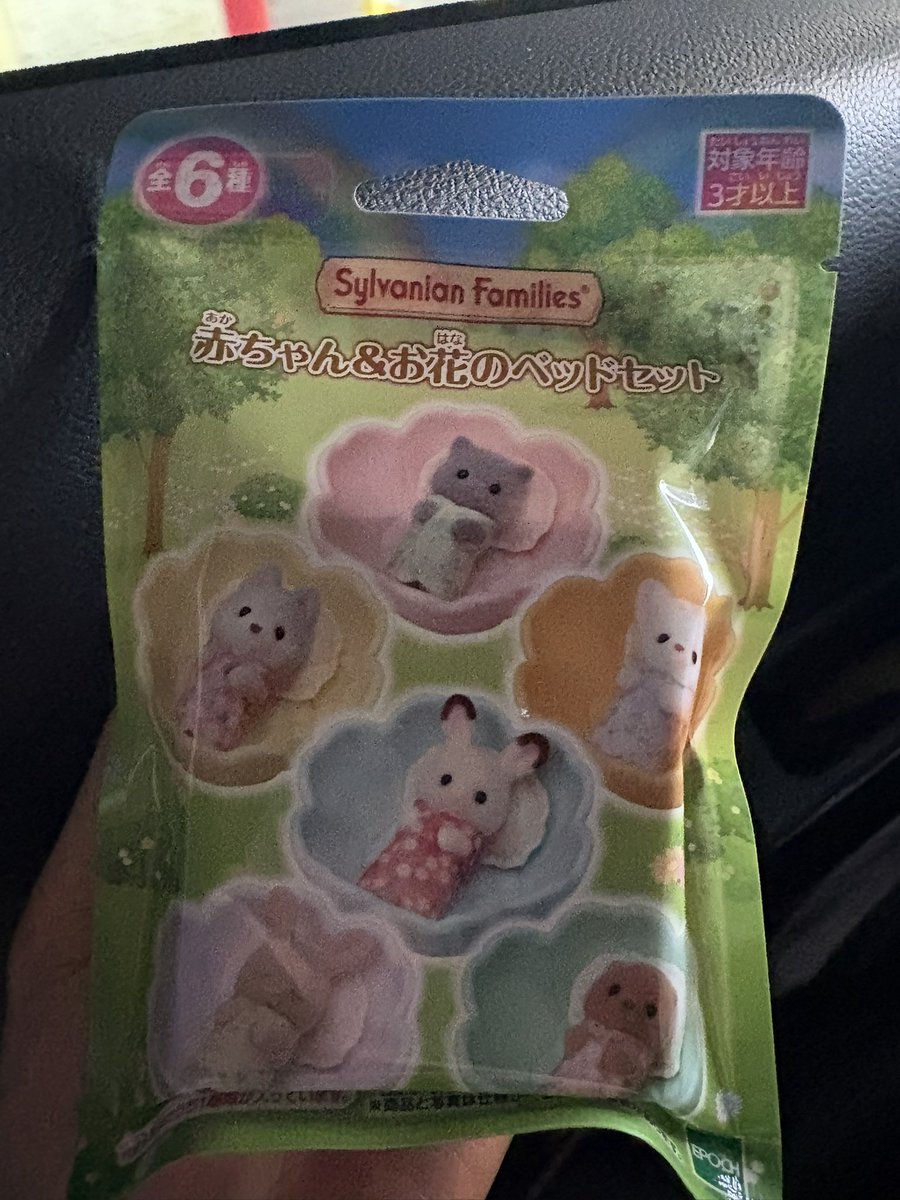 全6種
対象年齢
3才以上
Sylvanian Families®
赤ちゃん&お花のベッドセット
EPOCH